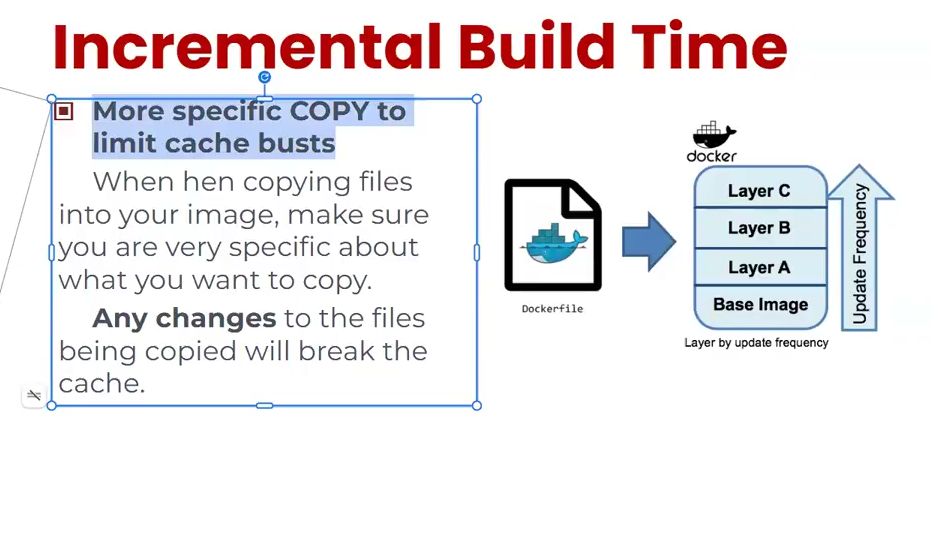 Incremental Build Time
More specific COPY to
limit cache busts
When hen copying files
into your image, make sure
you are very specific about
what you want to copy.
Any changes to the files
being copied will break the
cache.
Dockerfile
docker
Layer C
Layer B
Layer A
Base Image
Update Frequency
Layer by update frequency